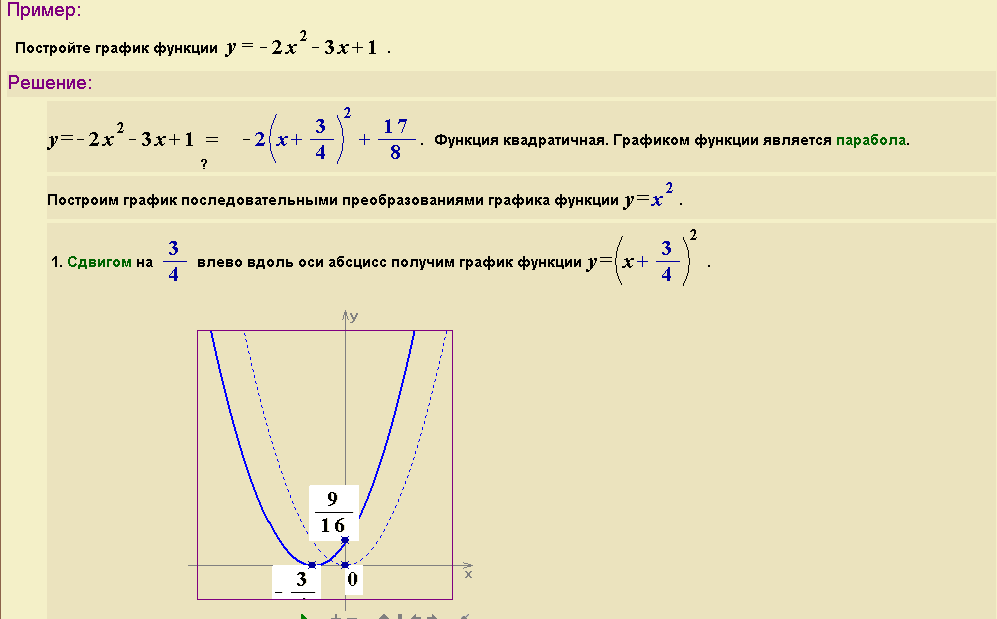 Пример:
Постройте график функции y = -2x² - 3x + 1 .
Решение:
y = -2x² - 3x + 1 = -2(x + 3/4)² + 17/8 . Функция квадратичная. Графиком функции является парабола.
?
Построим график последовательными преобразованиями графика функции y = x² .
1. Сдвигом на 3/4 влево вдоль оси абсцисс получим график функции y = (x + 3/4)² .
y
9/16
x
- 3
0